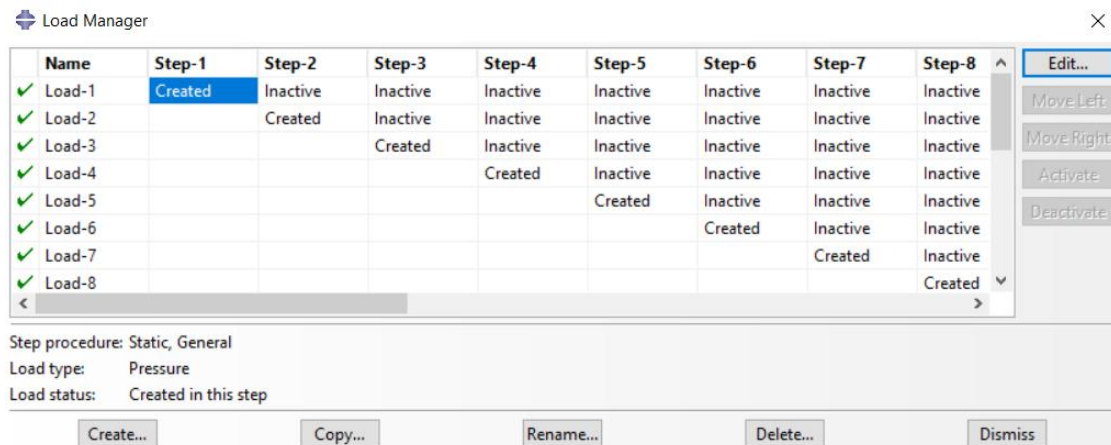 Load Manager
Name Step-1 Step-2 Step-3 Step-4 Step-5 Step-6 Step-7 Step-8
Load-1 Created Inactive Inactive Inactive Inactive Inactive Inactive Inactive
Load-2 Created Inactive Inactive Inactive Inactive Inactive Inactive
Load-3 Created Inactive Inactive Inactive Inactive Inactive
Load-4 Created Inactive Inactive Inactive Inactive
Load-5 Created Inactive Inactive Inactive
Load-6 Created Inactive Inactive
Load-7 Created Inactive
Load-8 Created
Edit...
Move Left
Move Right
Activate
Deactivate
Step procedure: Static, General
Load type: Pressure
Load status: Created in this step
Create... Copy... Rename... Delete... Dismiss